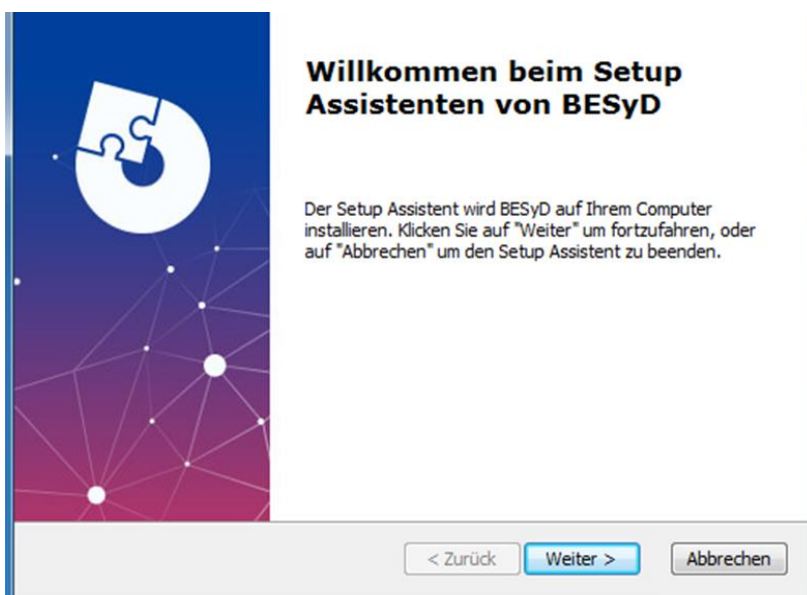 Willkommen beim Setup
Assistenten von BESyD
Der Setup Assistent wird BESyD auf Ihrem Computer
installieren. Klicken Sie auf "Weiter" um fortzufahren, oder
auf "Abbrechen" um den Setup Assistent zu beenden.
< Zurück
Weiter >
Abbrechen